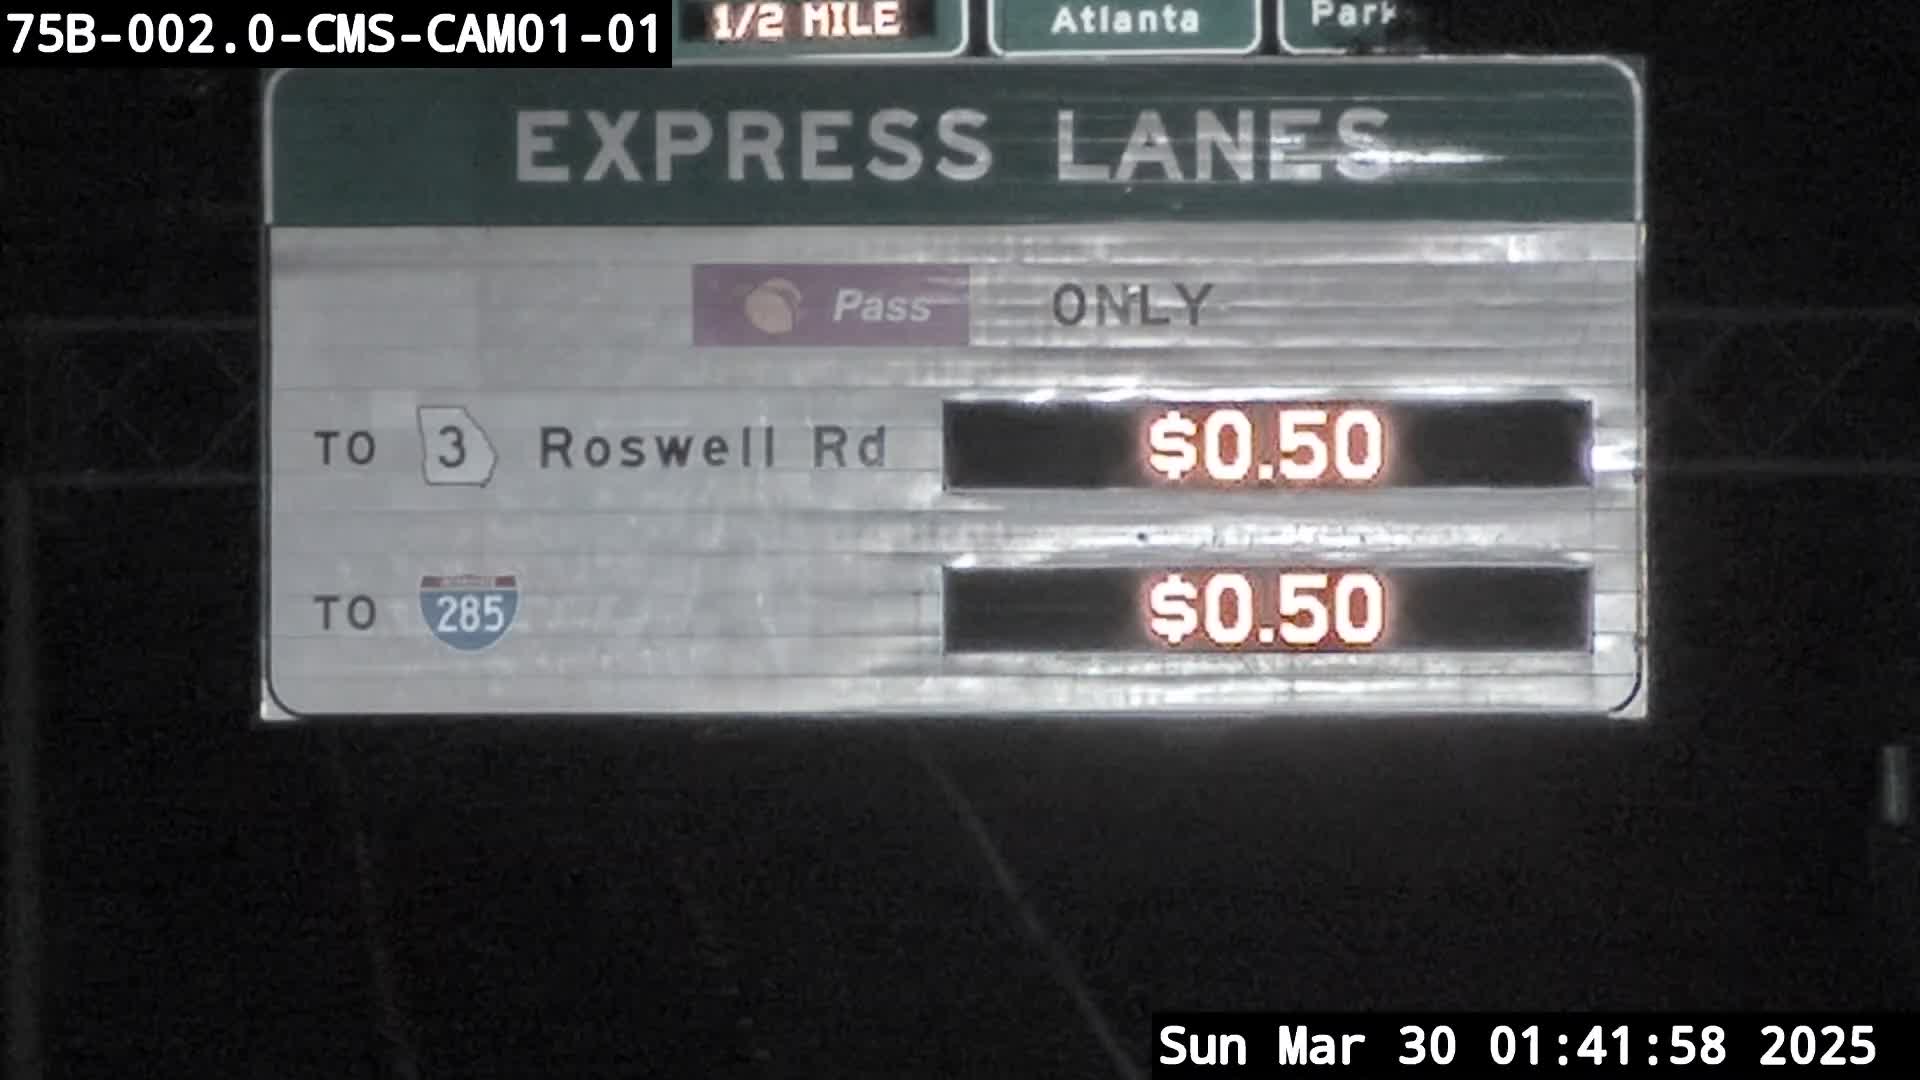 75B-002.0-CMS-CAM01-01
1/2 MILE
Atlanta
Park
EXPRESS LANES
Pass ONLY
TO 3 Roswell Rd $0.50
TO 285 $0.50
Sun Mar 30 01:41:58 2025